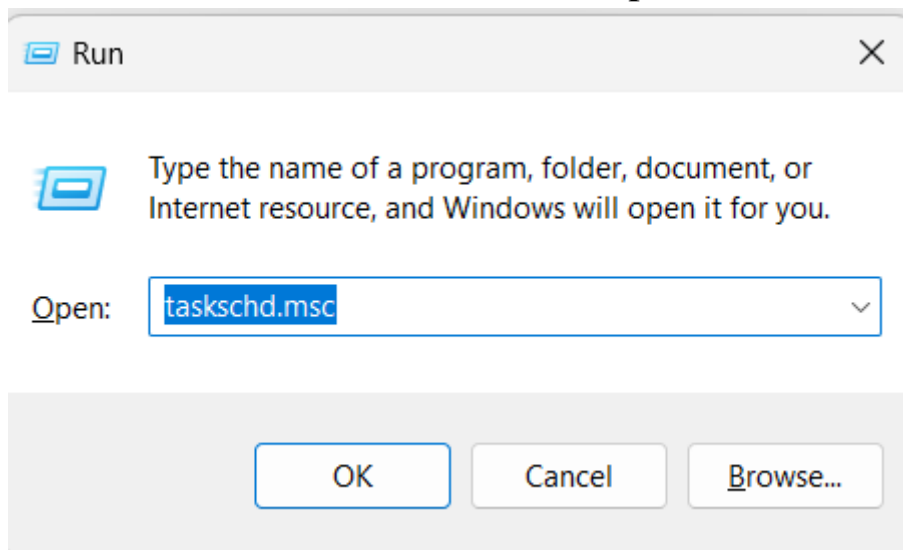 Run
Type the name of a program, folder, document, or
Internet resource, and Windows will open it for you.
Open: taskschd.msc
OK Cancel Browse...